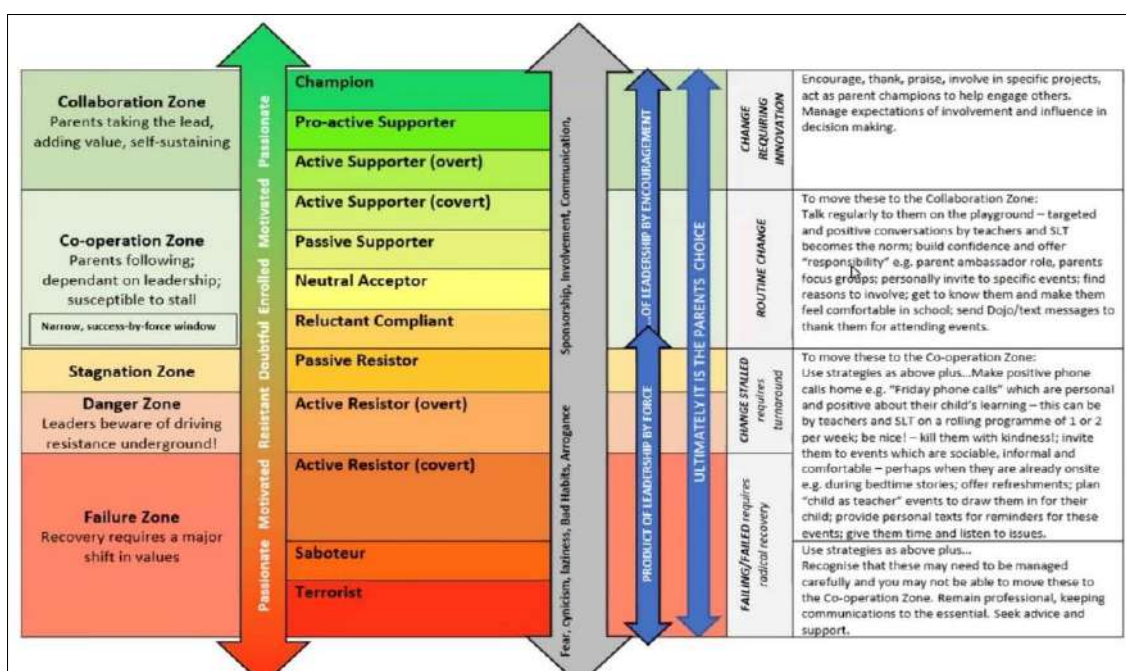 Collaboration Zone
Parents taking the lead,
adding value, self-sustaining
Co-operation Zone
Parents following;
dependant on leadership;
susceptible to stall
Narrow, success-by-force window
Stagnation Zone
Danger Zone
Leaders beware of driving
resistance underground!
Failure Zone
Recovery requires a major
shift in values
Passionate Motivated Resistant Doubtful Enrolled Motivated Passionate
Champion
Pro-active Supporter
Active Supporter (overt)
Active Supporter (covert)
Passive Supporter
Neutral Acceptor
Reluctant Compliant
Passive Resistor
Active Resistor (overt)
Active Resistor (covert)
Saboteur
Terrorist
Fear, cynicism, laziness, Bad Habits, Arrogance
Sponsorship, Involvement, Communication,
PRODUCT OF LEADERSHIP BY FORCE
...OF LEADERSHIP BY ENCOURAGEMENT
ULTIMATELY IT IS THE PARENTS CHOICE
CHANGE
REQUIRING
INNOVATION
ROUTINE CHANGE
CHANGE STALLED
requires
turnaround
FAILING/FAILED requires
radical recovery
Encourage, thank, praise, involve in specific projects,
act as parent champions to help engage others.
Manage expectations of involvement and influence in
decision making.
To move these to the Collaboration Zone:
Talk regularly to them on the playground – targeted
and positive conversations by teachers and SLT
becomes the norm; build confidence and offer
“responsibility” e.g. parent ambassador role, parents
focus groups; personally invite to specific events; find
reasons to involve; get to know them and make them
feel comfortable in school; send Dojo/text messages to
thank them for attending events.
To move these to the Co-operation Zone:
Use strategies as above plus...Make positive phone
calls home e.g. “Friday phone calls” which are personal
and positive about their child's learning – this can be
by teachers and SLT on a rolling programme of 1 or 2
per week; be nice! – kill them with kindness!; invite
them to events which are sociable, informal and
comfortable – perhaps when they are already onsite
e.g. during bedtime stories; offer refreshments; plan
“child as teacher” events to draw them in for their
child; provide personal texts for reminders for these
events; give them time and listen to issues.
Use strategies as above plus...
Recognise that these may need to be managed
carefully and you may not be able to move these to
the Co-operation Zone. Remain professional, keeping
communications to the essential. Seek advice and
support.